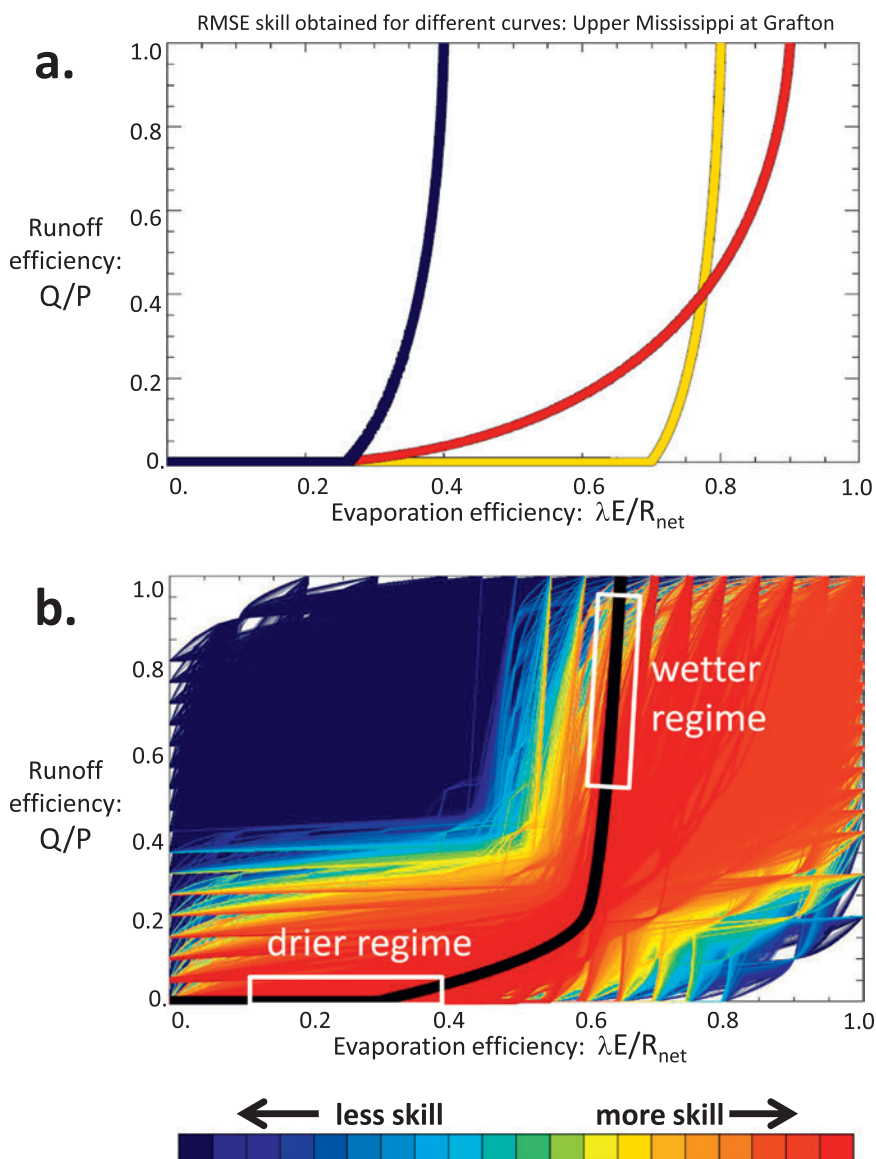 RMSE skill obtained for different curves: Upper Mississippi at Grafton
a.
1.0
0.8
0.6
0.4
0.2
0.
Runoff
efficiency:
Q/P
0. 0.2 0.4 0.6 0.8 1.0
Evaporation efficiency: λE/Rnet
b.
1.0
0.8
0.6
0.4
0.2
0.
Runoff
efficiency:
Q/P
wetter
regime
drier regime
0. 0.2 0.4 0.6 0.8 1.0
Evaporation efficiency: λE/Rnet
less skill more skill